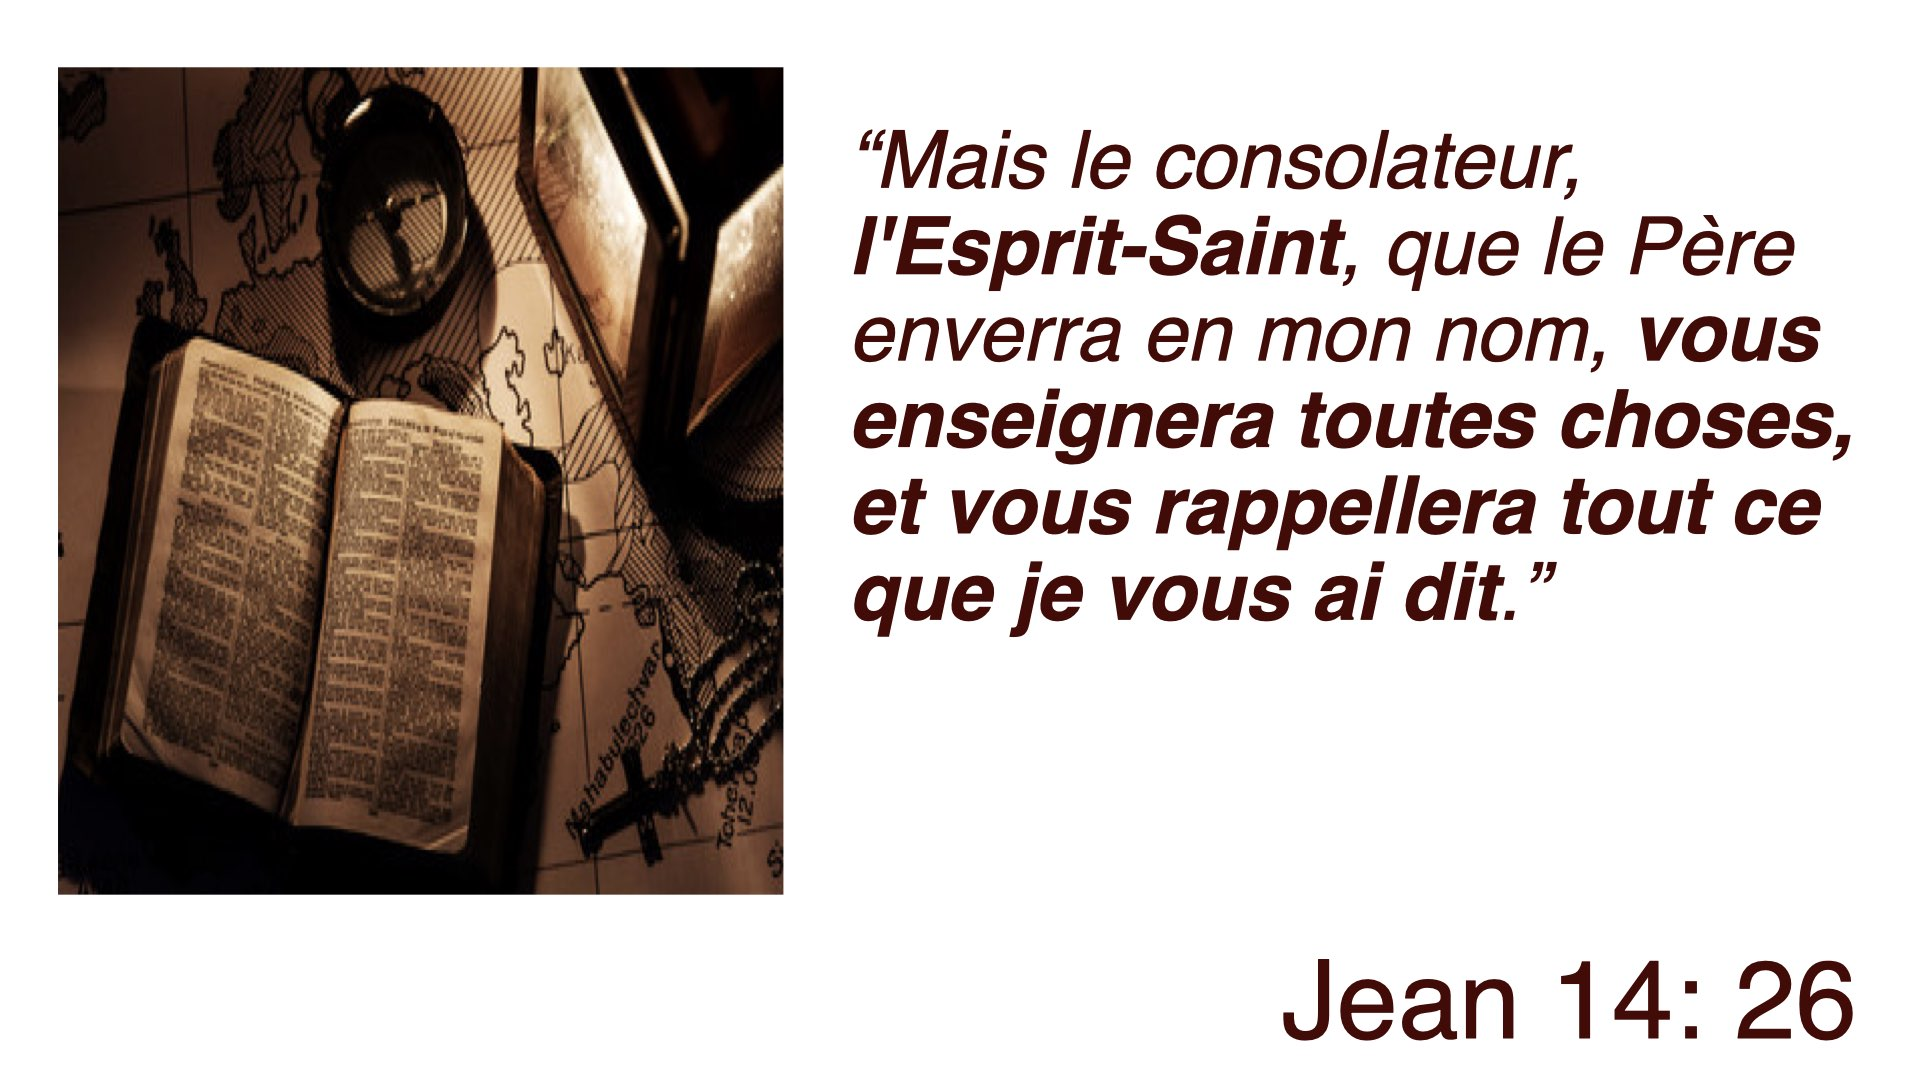 “Mais le consolateur,
l'Esprit-Saint, que le Père
enverra en mon nom, vous
enseignera toutes choses,
et vous rappellera tout ce
que je vous ai dit.”
Jean 14: 26
Mahabulechvar